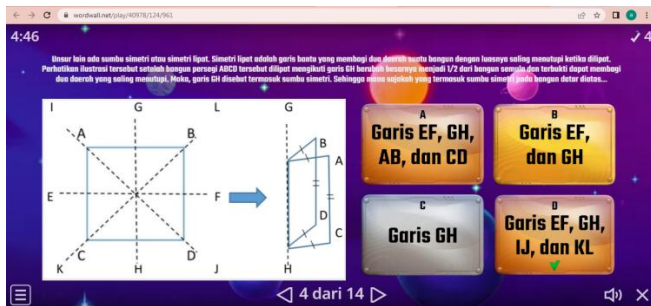 wordwall.net/play/40978/124/961
4:46
✓ 4
Unsur lain ada sumbu simetri atau simetri lipat. Simetri lipat adalah garis bantu yang membagi dua daerah suatu bangun dengan luasnya saling menutupi ketika dilipat.
Perhatikan ilustrasi tersebut setelah bangun persegi ABCD tersebut dilipat mengikuti garis GH berubah besarnya menjadi 1/2 dari bangun semula dan terbukti dapat membagi
dua daerah yang saling menutupi. Maka, garis GH disebut termasuk sumbu simetri. Sehingga mana sajakah yang termasuk sumbu simetri pada bangun datar diatas...
I G L G
A B B
A
E F
D
C D C
K H J H
A
Garis EF, GH,
AB, dan CD
B
Garis EF,
dan GH
C
Garis GH
D
Garis EF, GH,
IJ, dan KL
4 dari 14